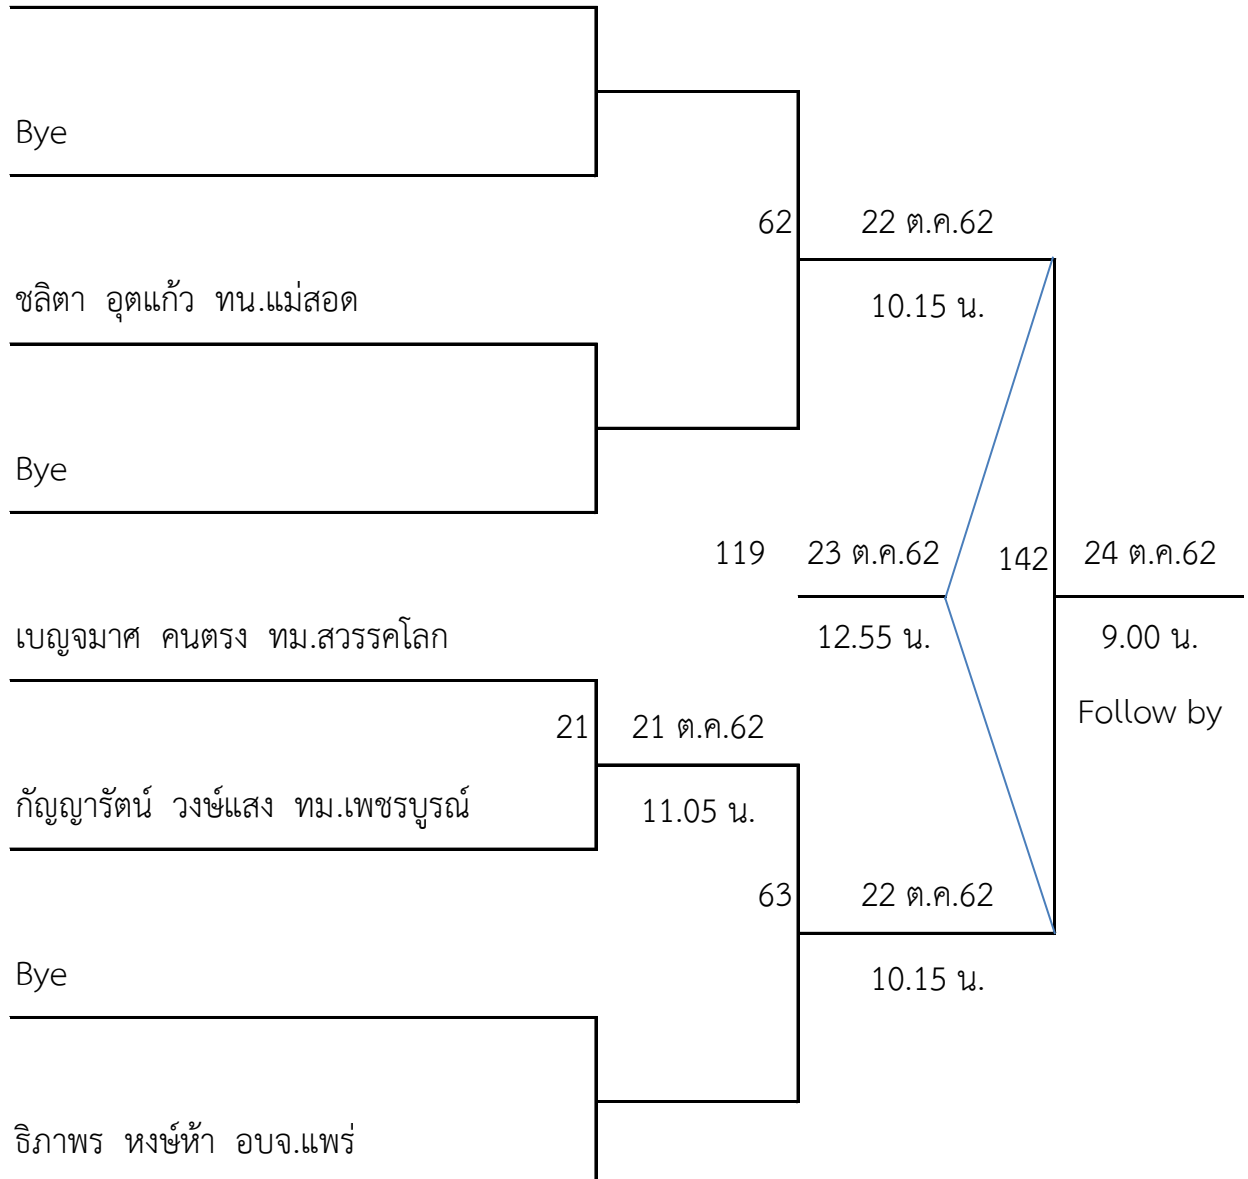 Bye
62 22 ต.ค.62
ชลิตา อุตแก้ว ทน.แม่สอด
10.15 น.
Bye
119 23 ต.ค.62 142 24 ต.ค.62
เบญจมาศ คนตรง ทม.สวรรคโลก
12.55 น. 9.00 น.
21 21 ต.ค.62
Follow by
กัญญารัตน์ วงษ์แสง ทม.เพชรบูรณ์
11.05 น.
63 22 ต.ค.62
Bye
10.15 น.
ธิภาพร หงษ์ห้า อบจ.แพร่